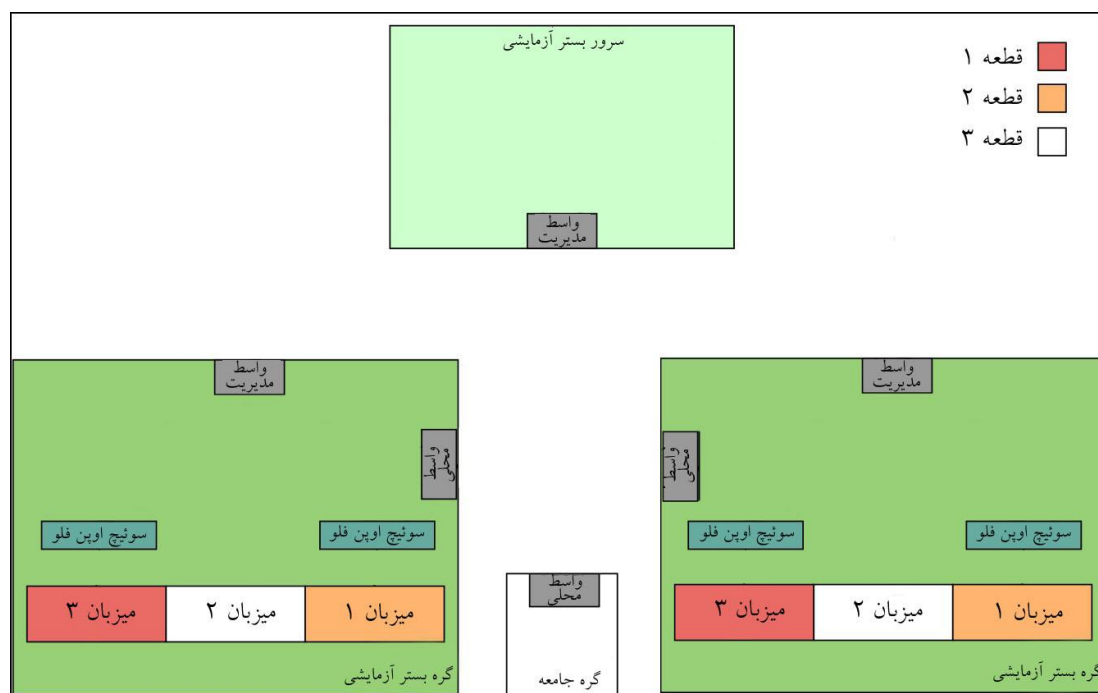 سرور بستر آزمایشی
قطعه ۱
قطعه ۲
قطعه ۳
واسط
مدیریت
واسط
مدیریت
واسط
مدیریت
واسط
محلی
واسط
محلی
سوئیچ اوپن فلو
سوئیچ اوپن فلو
سوئیچ اوپن فلو
سوئیچ اوپن فلو
واسط
محلی
میزبان ۱
میزبان ۲
میزبان ۳
میزبان ۱
میزبان ۲
میزبان ۳
گره بستر آزمایشی
گره جامعه
گره بستر آزمایشی